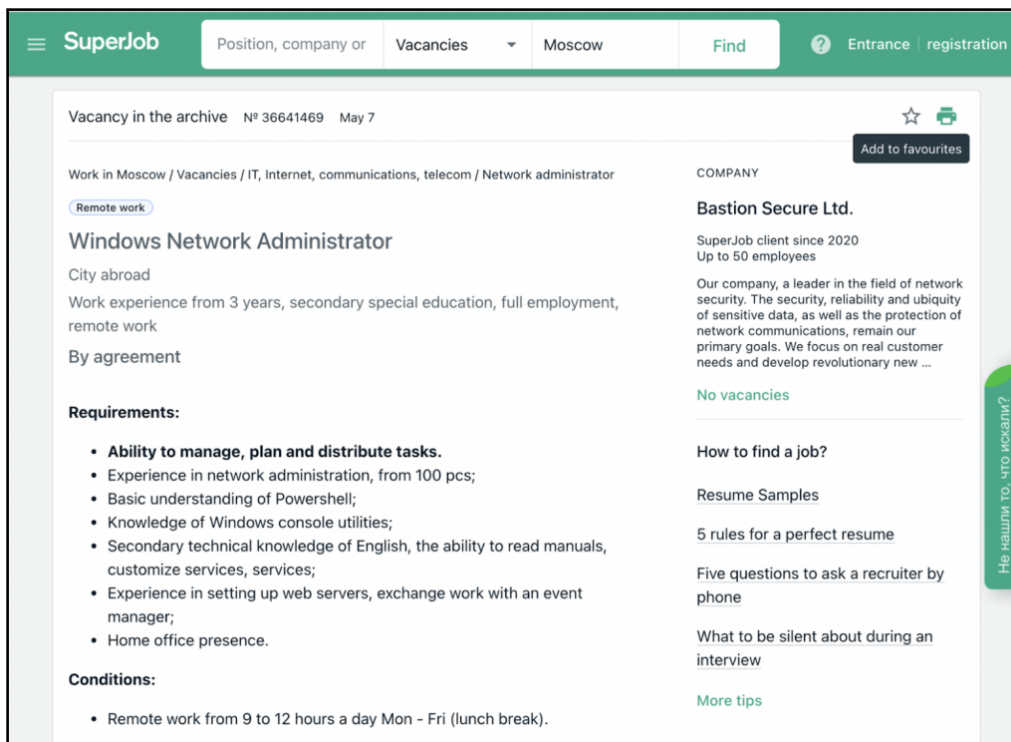 SuperJob
Position, company or
Vacancies
Moscow
Find
?
Entrance
registration
Vacancy in the archive № 36641469 May 7
Add to favourites
Work in Moscow / Vacancies / IT, Internet, communications, telecom / Network administrator
Remote work
Windows Network Administrator
City abroad
Work experience from 3 years, secondary special education, full employment,
remote work
By agreement
Requirements:
• Ability to manage, plan and distribute tasks.
• Experience in network administration, from 100 pcs;
• Basic understanding of Powershell;
• Knowledge of Windows console utilities;
• Secondary technical knowledge of English, the ability to read manuals,
customize services, services;
• Experience in setting up web servers, exchange work with an event
manager;
• Home office presence.
Conditions:
• Remote work from 9 to 12 hours a day Mon - Fri (lunch break).
COMPANY
Bastion Secure Ltd.
SuperJob client since 2020
Up to 50 employees
Our company, a leader in the field of network
security. The security, reliability and ubiquity
of sensitive data, as well as the protection of
network communications, remain our
primary goals. We focus on real customer
needs and develop revolutionary new ...
No vacancies
How to find a job?
Resume Samples
5 rules for a perfect resume
Five questions to ask a recruiter by
phone
What to be silent about during an
interview
More tips
Не нашли то, что искали?